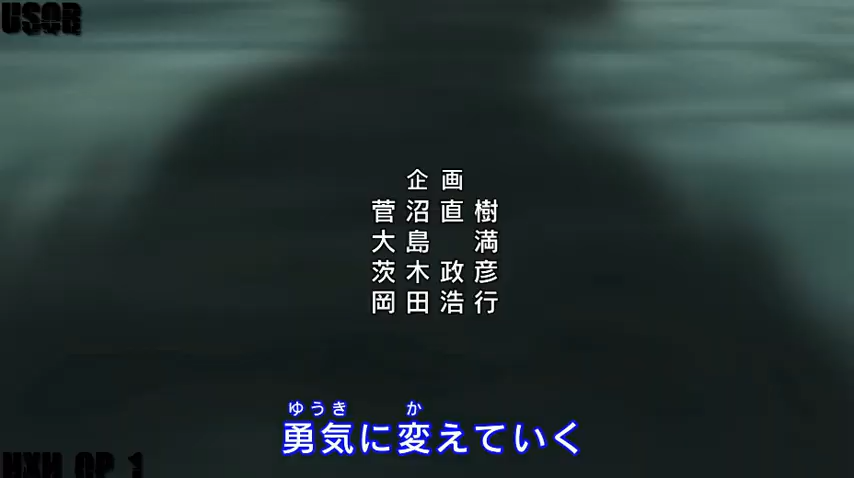 USQR
企画
菅沼直樹
大島 満
茨木政彦
岡田浩行
ゆうき か
勇気に変えていく
HXH OP 1